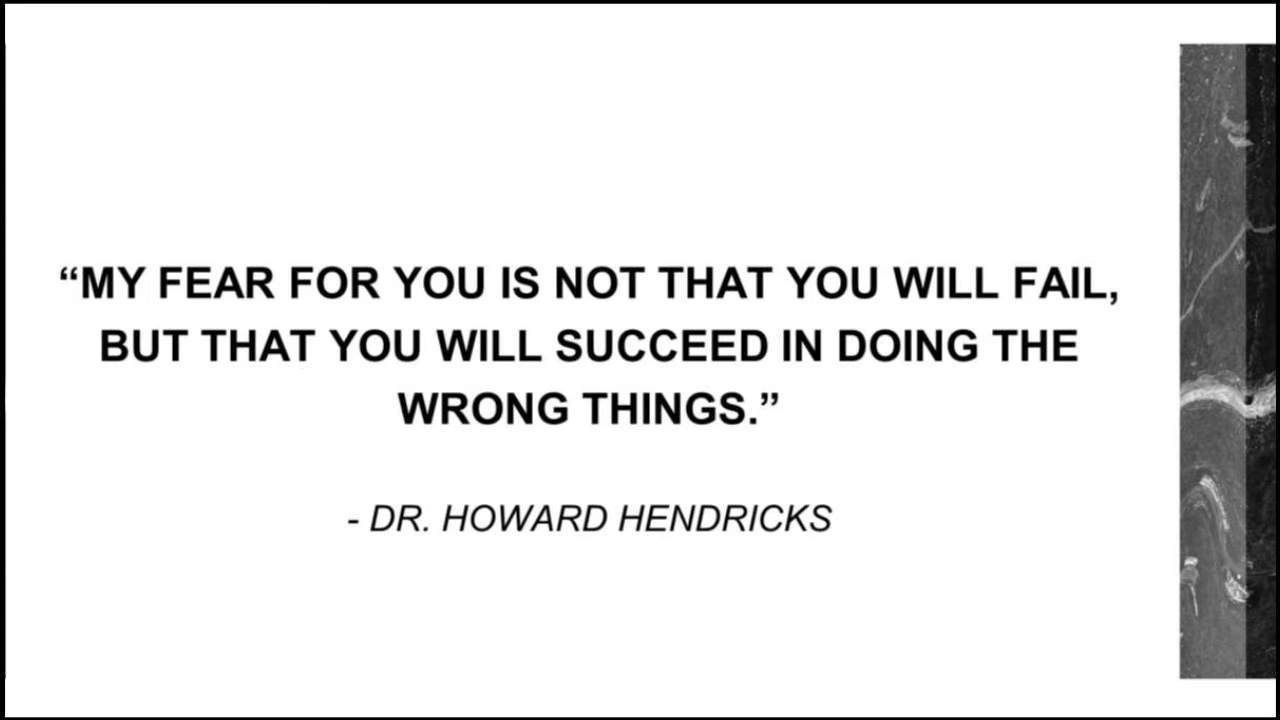 “MY FEAR FOR YOU IS NOT THAT YOU WILL FAIL,
BUT THAT YOU WILL SUCCEED IN DOING THE
WRONG THINGS.”
- DR. HOWARD HENDRICKS